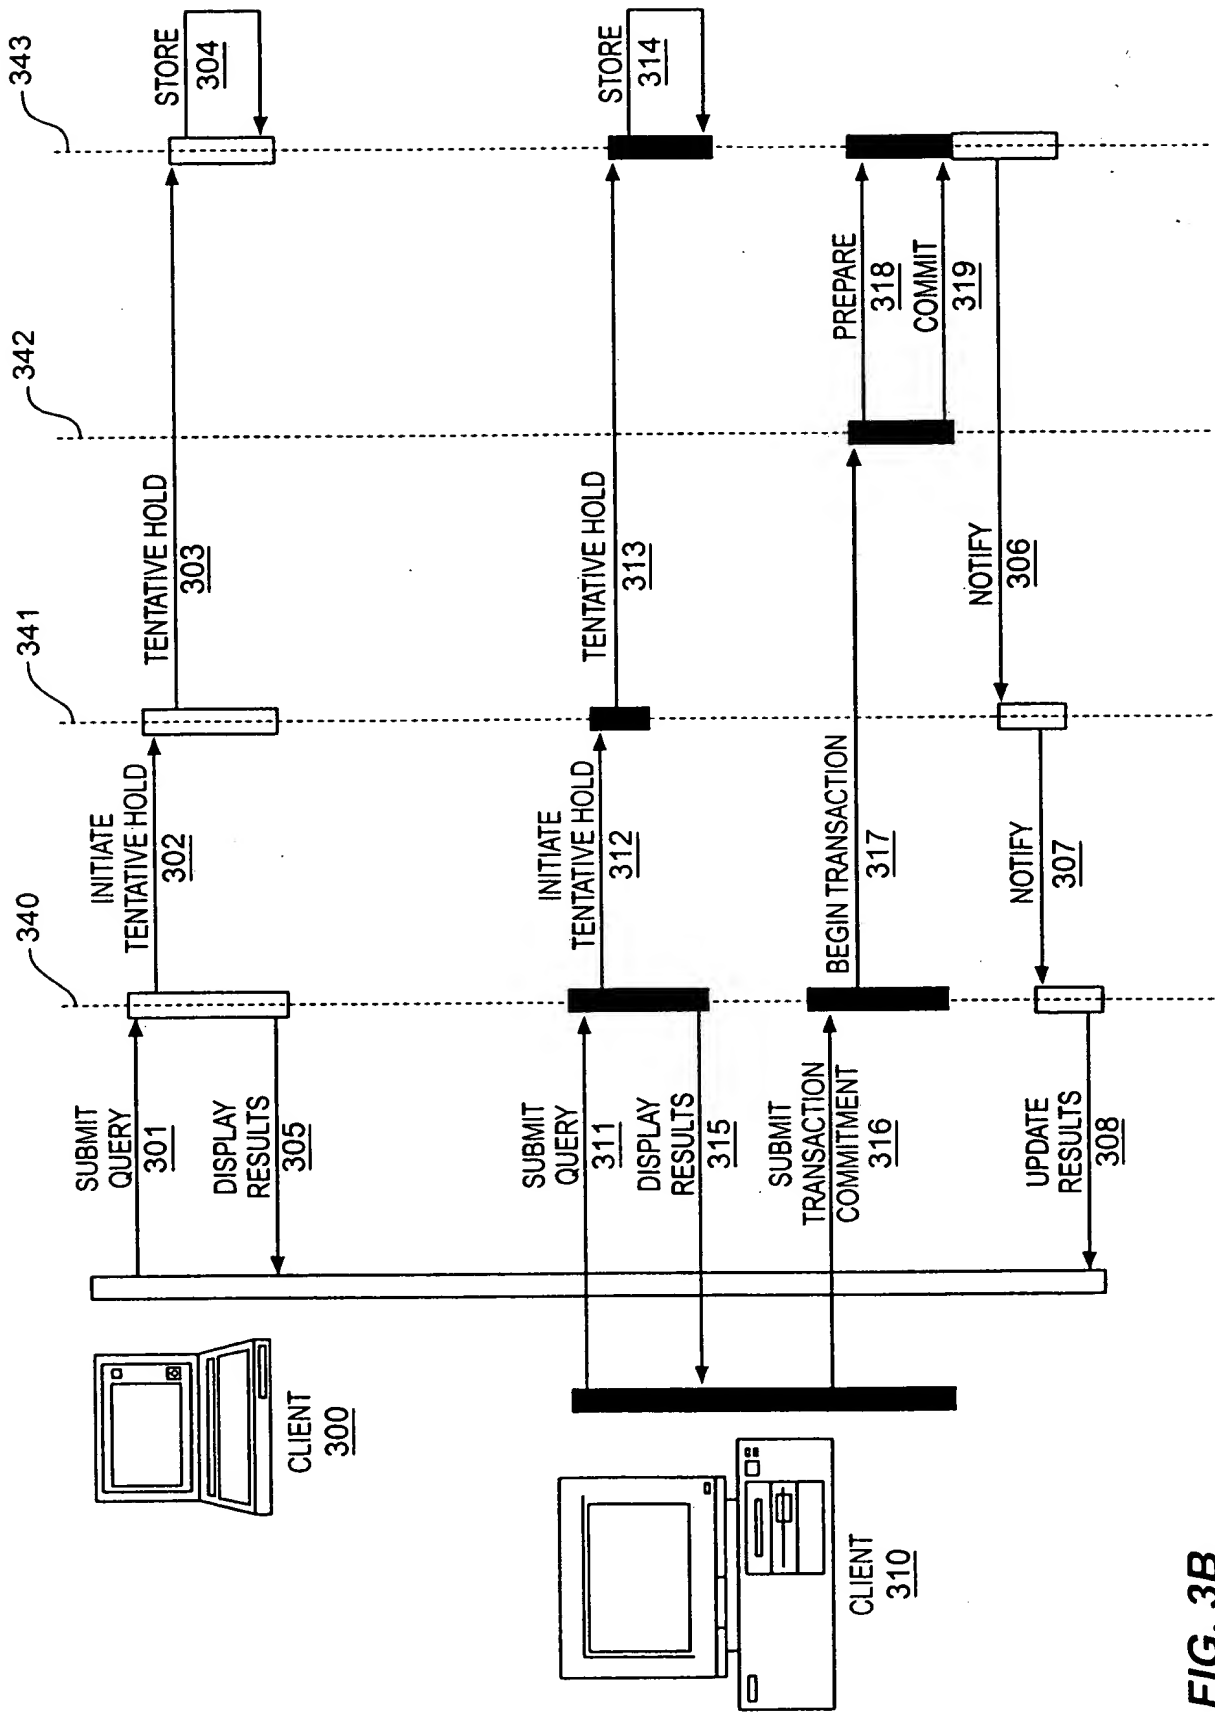 340
341
342
343
SUBMIT
QUERY
301
INITIATE
TENTATIVE HOLD
302
TENTATIVE HOLD
303
STORE
304
DISPLAY
RESULTS
305
CLIENT
300
SUBMIT
QUERY
311
INITIATE
TENTATIVE HOLD
312
TENTATIVE HOLD
313
STORE
314
DISPLAY
RESULTS
315
SUBMIT
TRANSACTION
COMMITMENT
316
BEGIN TRANSACTION
317
PREPARE
318
COMMIT
319
CLIENT
310
NOTIFY
306
NOTIFY
307
UPDATE
RESULTS
308
FIG. 3B